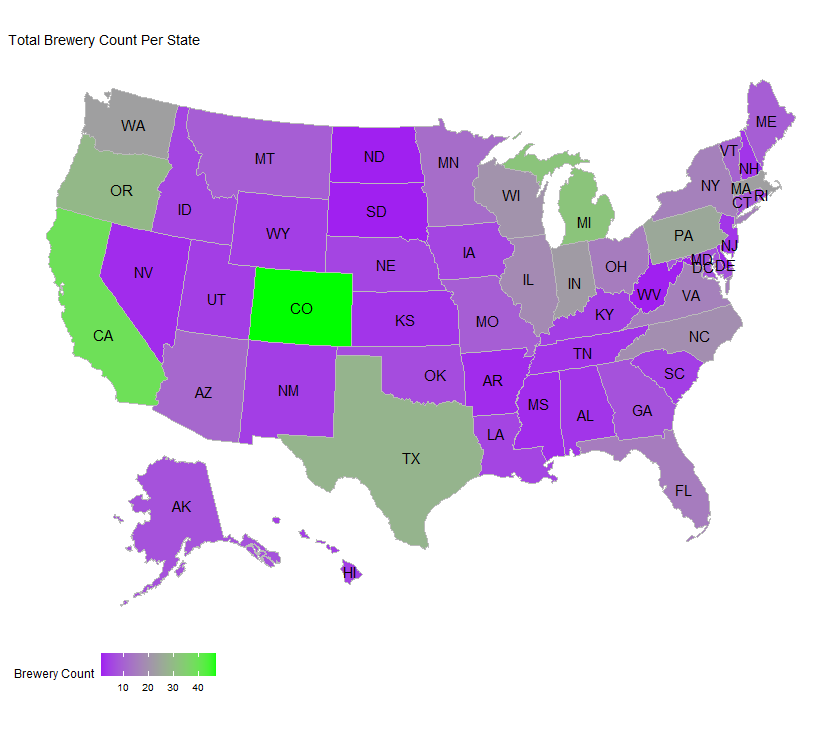 Total Brewery Count Per State
WA
ME
MT
ND
VT
MN
NH
OR
ID
SD
WI
NY
MA
RI
CT
WY
MI
PA
NJ
IA
NV
NE
OH
MD
DE
DC
UT
CO
IL
IN
WV
VA
CA
KS
MO
KY
NC
TN
AZ
NM
OK
AR
SC
MS
AL
GA
LA
TX
FL
AK
HI
Brewery Count
10 20 30 40